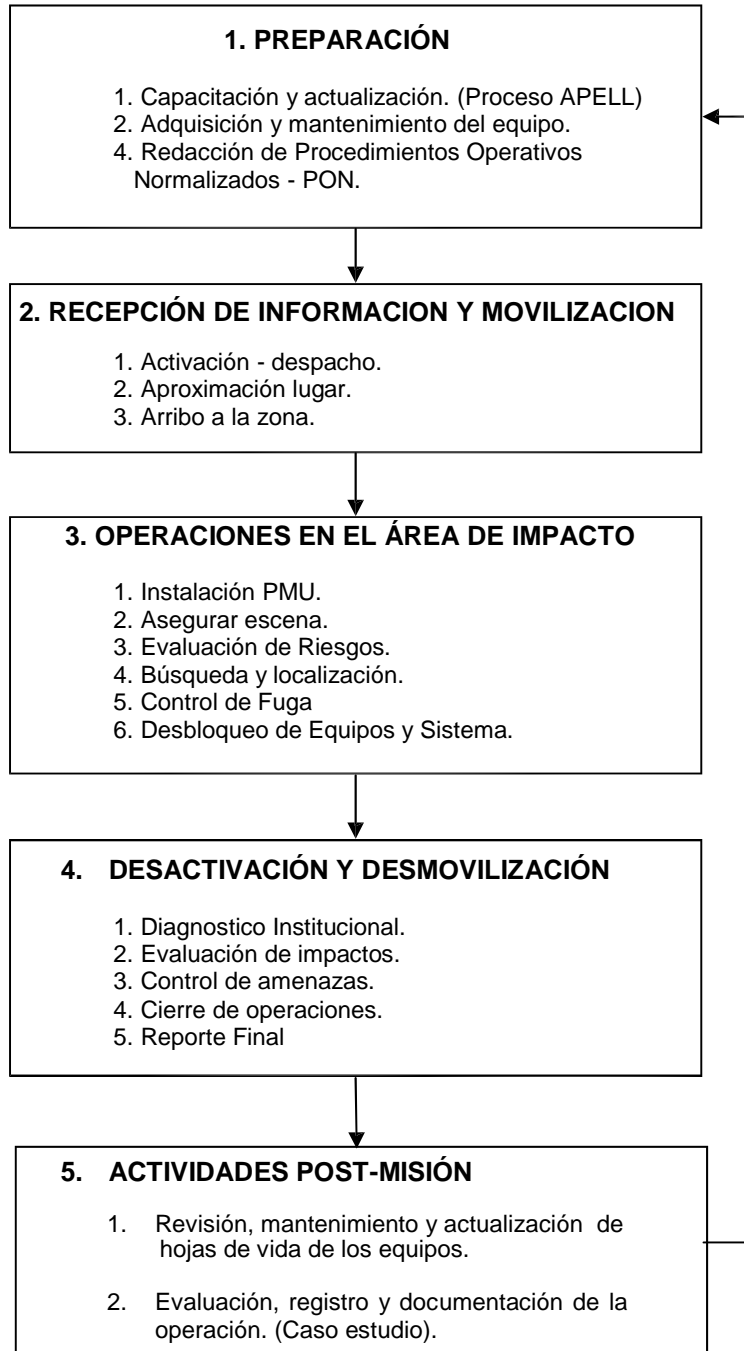 1. PREPARACIÓN
1. Capacitación y actualización. (Proceso APELL)
2. Adquisición y mantenimiento del equipo.
4. Redacción de Procedimientos Operativos
Normalizados - PON.
2. RECEPCIÓN DE INFORMACION Y MOVILIZACION
1. Activación - despacho.
2. Aproximación lugar.
3. Arribo a la zona.
3. OPERACIONES EN EL ÁREA DE IMPACTO
1. Instalación PMU.
2. Asegurar escena.
3. Evaluación de Riesgos.
4. Búsqueda y localización.
5. Control de Fuga
6. Desbloqueo de Equipos y Sistema.
4. DESACTIVACIÓN Y DESMOVILIZACIÓN
1. Diagnostico Institucional.
2. Evaluación de impactos.
3. Control de amenazas.
4. Cierre de operaciones.
5. Reporte Final
5. ACTIVIDADES POST-MISIÓN
1. Revisión, mantenimiento y actualización de
hojas de vida de los equipos.
2. Evaluación, registro y documentación de la
operación. (Caso estudio).